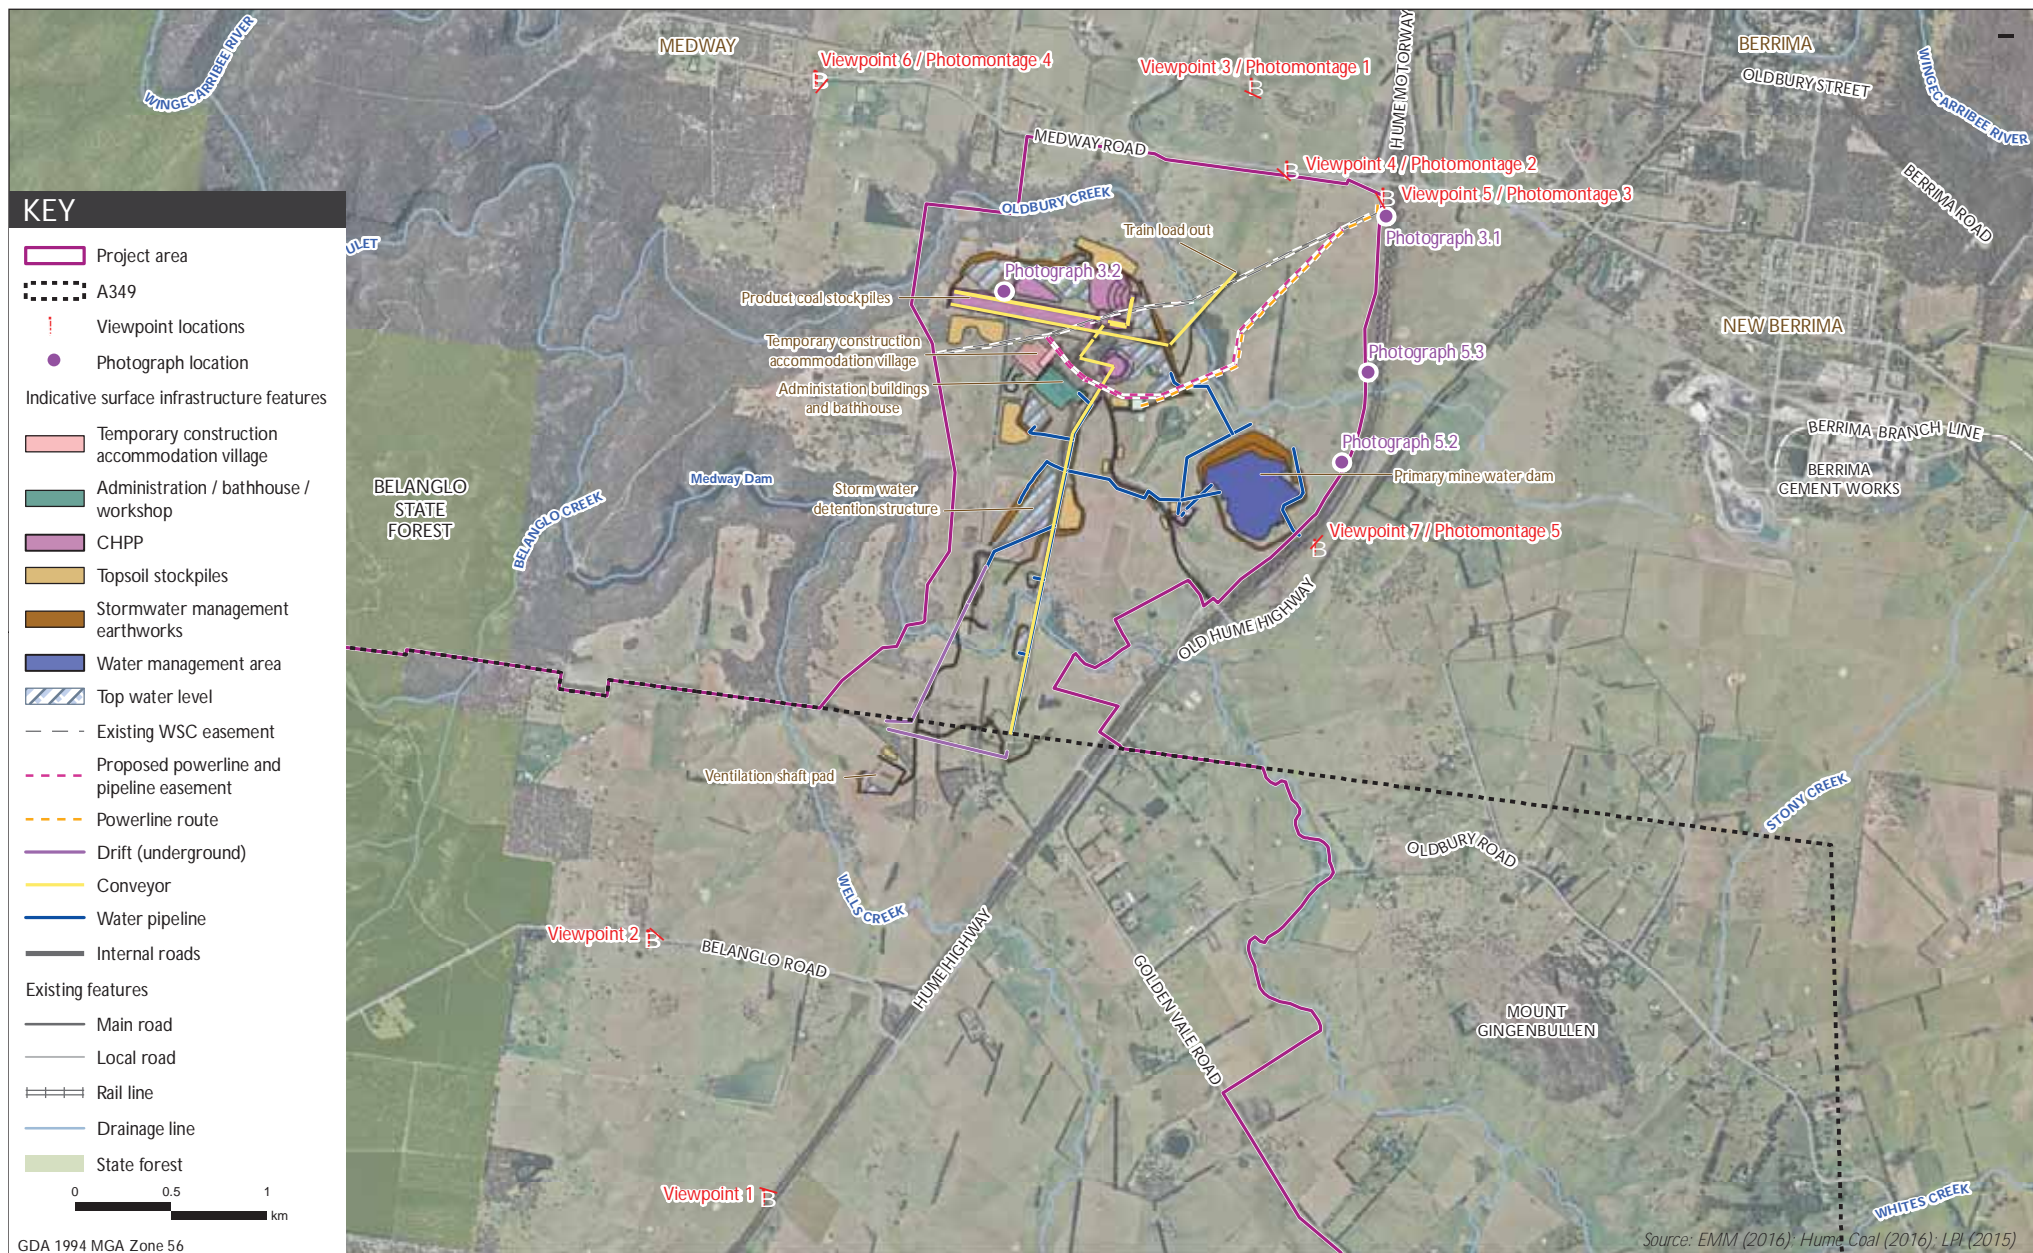 WINGECARRIBEE RIVER
MEDWAY
Viewpoint 6 / Photomontage 4
B
Viewpoint 3 / Photomontage 1
B
HUME MOTORWAY
BERRIMA
OLDBURY STREET
WINGECARRIBEE RIVER
BERRIMA ROAD
MEDWAY ROAD
Viewpoint 4 / Photomontage 2
B
Viewpoint 5 / Photomontage 3
B
Photograph 3.1
OLDBURY CREEK
Train load out
Photograph 3.2
Product coal stockpiles
Temporary construction
accommodation village
Administation buildings
and bathhouse
NEW BERRIMA
Photograph 5.3
Photograph 5.2
BERRIMA BRANCH LINE
BERRIMA
CEMENT WORKS
Primary mine water dam
Medway Dam
Storm water
detention structure
BELANGLO
STATE
FOREST
BELANGLO CREEK
Viewpoint 7 / Photomontage 5
B
OLD HUME HIGHWAY
Ventilation shaft pad
STONY CREEK
OLDBURY ROAD
WELLS CREEK
Viewpoint 2
B
BELANGLO ROAD
HUME HIGHWAY
GOLDEN VALE ROAD
MOUNT
GINGENBULLEN
Viewpoint 1
B
WHITES CREEK
ULET
KEY
Project area
A349
Viewpoint locations
Photograph location
Indicative surface infrastructure features
Temporary construction
accommodation village
Administration / bathhouse /
workshop
CHPP
Topsoil stockpiles
Stormwater management
earthworks
Water management area
Top water level
Existing WSC easement
Proposed powerline and
pipeline easement
Powerline route
Drift (underground)
Conveyor
Water pipeline
Internal roads
Existing features
Main road
Local road
Rail line
Drainage line
State forest
0 0.5 1
km
GDA 1994 MGA Zone 56
Source: EMM (2016); Hume Coal (2016); LPI (2015)